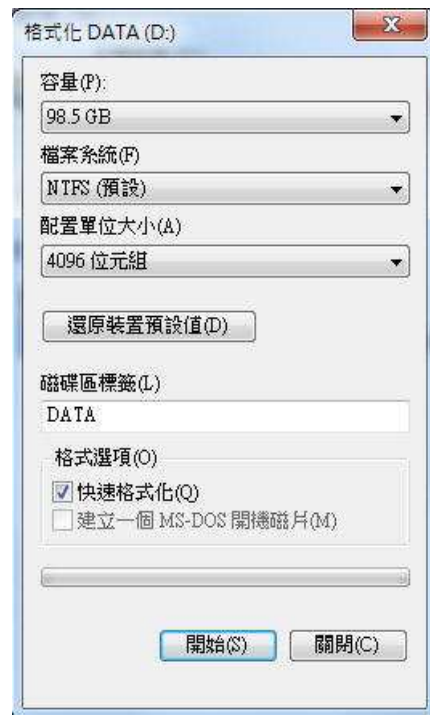 格式化 DATA (D:)
容量(P):
98.5 GB
檔案系統(F)
NTFS (預設)
配置單位大小(A)
4096 位元組
還原裝置預設值(D)
磁碟區標籤(L)
DATA
格式選項(O)
快速格式化(Q)
建立一個 MS-DOS 開機磁片(M)
開始(S) 關閉(C)